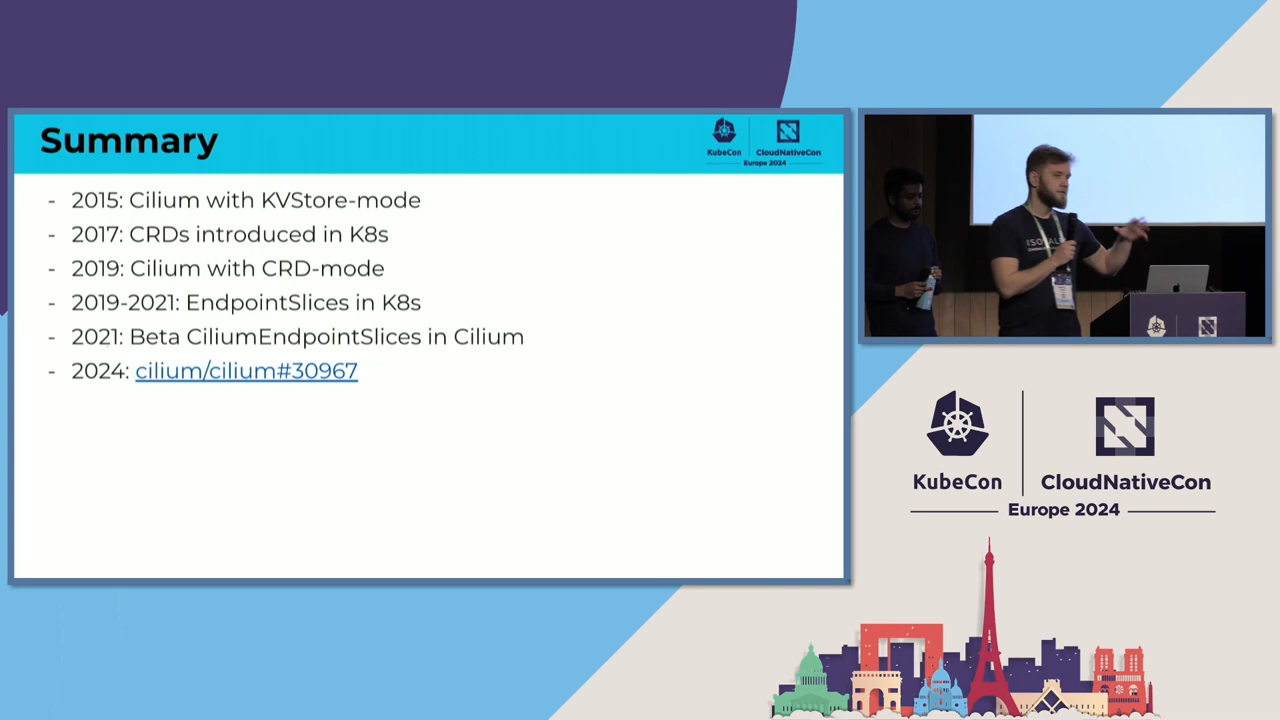 Summary
KubeCon
CloudNativeCon
Europe 2024
- 2015: Cilium with KVStore-mode
- 2017: CRDs introduced in K8s
- 2019: Cilium with CRD-mode
- 2019-2021: EndpointSlices in K8s
- 2021: Beta CiliumEndpointSlices in Cilium
- 2024: cilium/cilium#30967
KubeCon
CloudNativeCon
Europe 2024